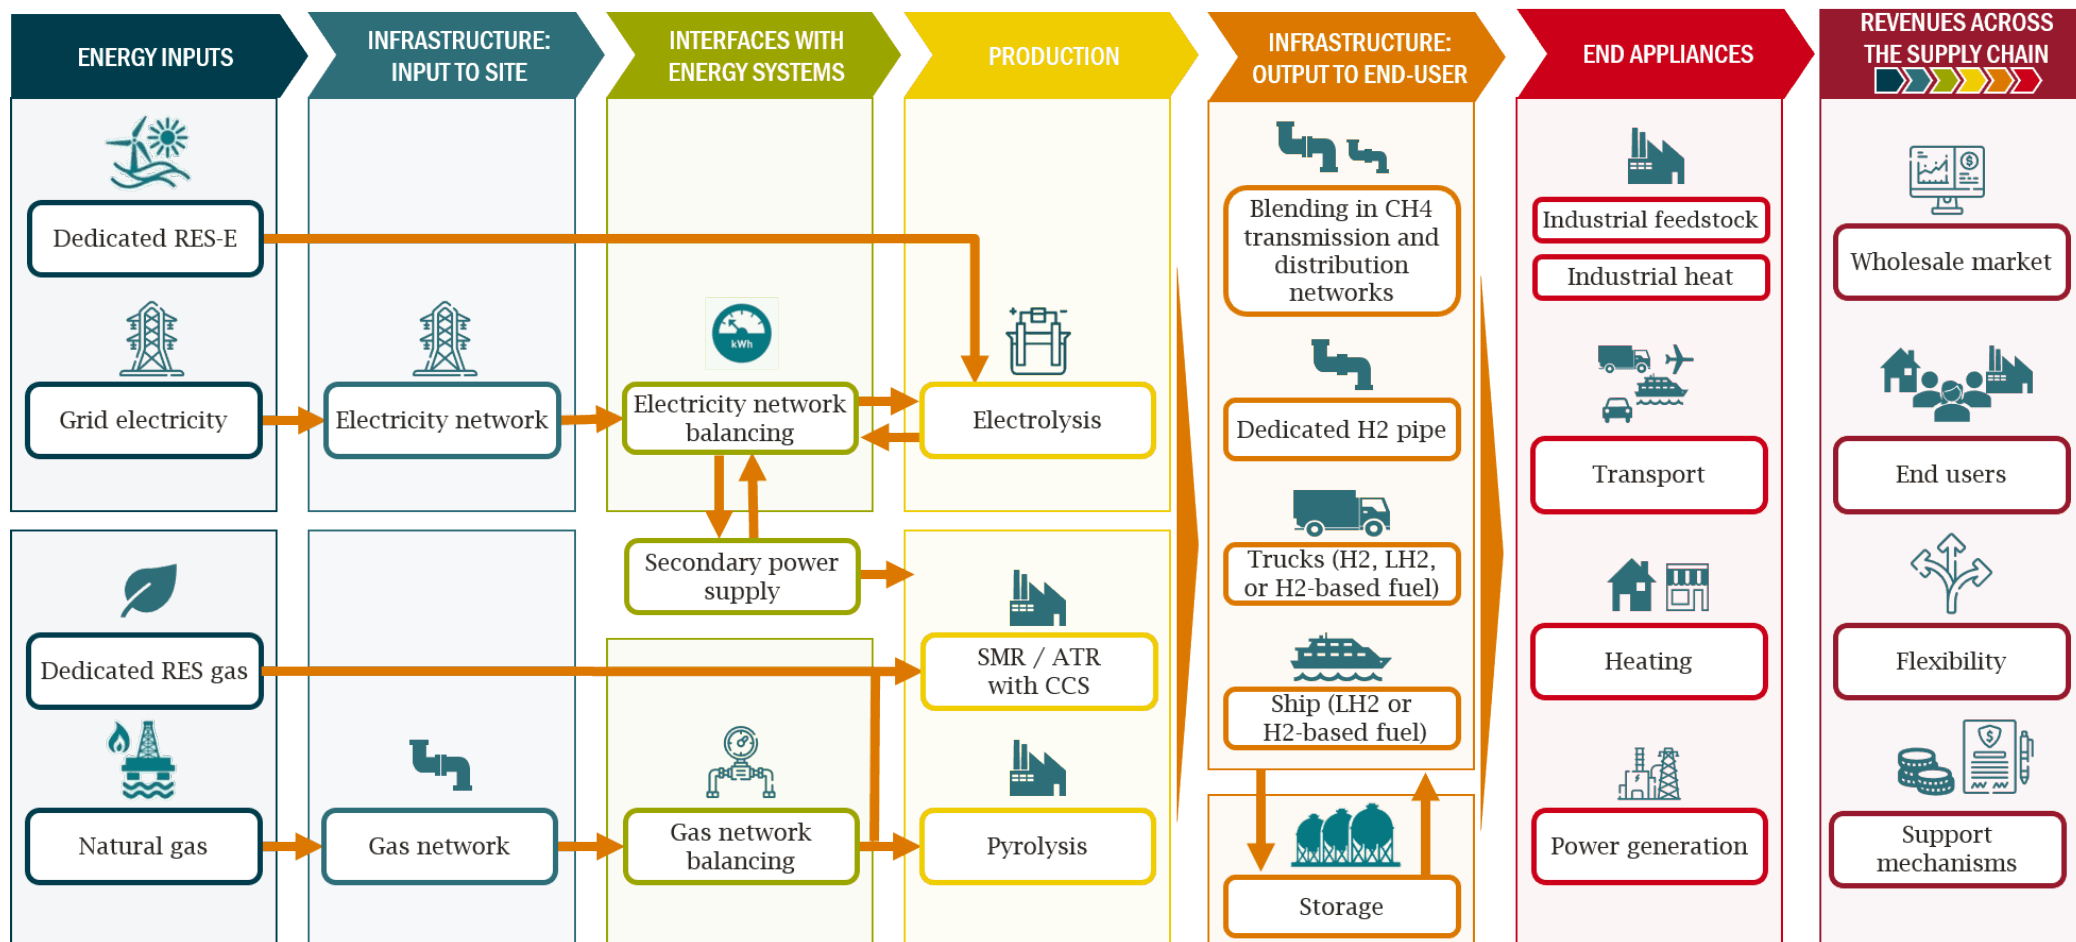 ENERGY INPUTS
INFRASTRUCTURE:
INPUT TO SITE
INTERFACES WITH
ENERGY SYSTEMS
PRODUCTION
INFRASTRUCTURE:
OUTPUT TO END-USER
END APPLIANCES
REVENUES ACROSS
THE SUPPLY CHAIN
Dedicated RES-E
Grid electricity
Dedicated RES gas
Natural gas
Electricity network
Gas network
kWh
Electricity network
balancing
Secondary power
supply
Gas network
balancing
Electrolysis
SMR / ATR
with CCS
Pyrolysis
Blending in CH4
transmission and
distribution
networks
Dedicated H2 pipe
Trucks (H2, LH2,
or H2-based fuel)
Ship (LH2 or
H2-based fuel)
Storage
Industrial feedstock
Industrial heat
Transport
Heating
Power generation
Wholesale market
End users
Flexibility
Support
mechanisms